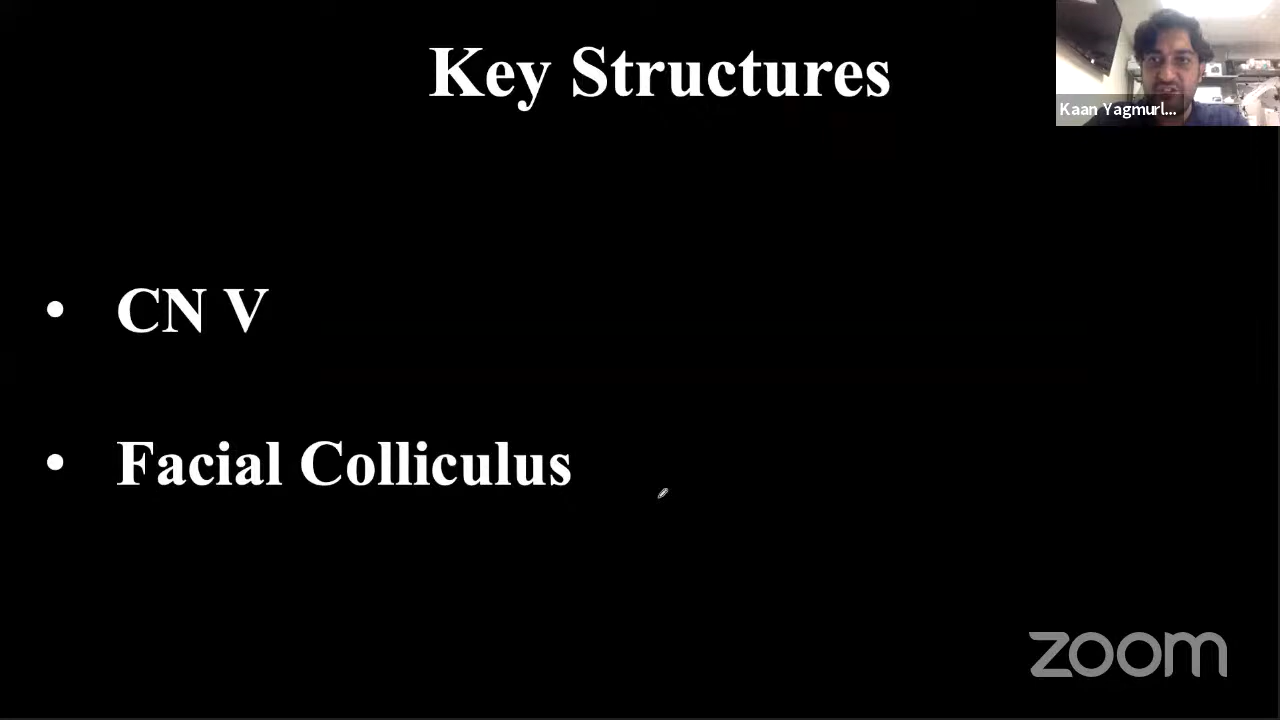 Key Structures
Kaan Yagmurl...
• CN V
• Facial Colliculus
zoom